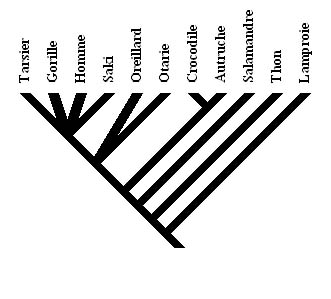 Tarsier
Gorille
Homme
Saki
Oreillard
Otarie
Crocodile
Autruche
Salamandre
Thon
Lamproie